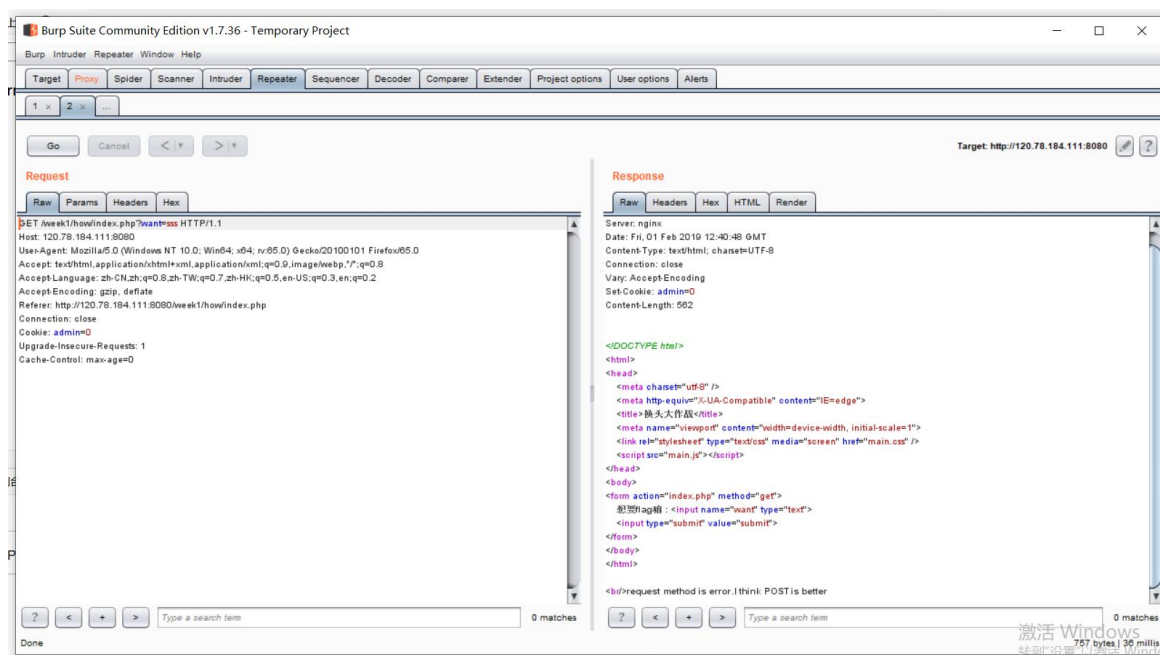 Burp Suite Community Edition v1.7.36 - Temporary Project
Burp Intruder Repeater Window Help
Target Proxy Spider Scanner Intruder Repeater Sequencer Decoder Comparer Extender Project options User options Alerts
1 × 2 × ...
Go Cancel < > Target: http://120.78.184.111:8080 ?
Request
Raw Params Headers Hex
GET /week1/how/index.php?want=sss HTTP/1.1
Host: 120.78.184.111:8080
User-Agent: Mozilla/5.0 (Windows NT 10.0; Win64; x64; rv:65.0) Gecko/20100101 Firefox/65.0
Accept: text/html,application/xhtml+xml,application/xml;q=0.9,image/webp,*/*;q=0.8
Accept-Language: zh-CN,zh;q=0.8,zh-TW;q=0.7,zh-HK;q=0.5,en-US;q=0.3,en;q=0.2
Accept-Encoding: gzip, deflate
Referer: http://120.78.184.111:8080/week1/how/index.php
Connection: close
Cookie: admin=0
Upgrade-Insecure-Requests: 1
Cache-Control: max-age=0
? < + > Type a search term 0 matches
Response
Raw Headers Hex HTML Render
Server: nginx
Date: Fri, 01 Feb 2019 12:40:48 GMT
Content-Type: text/html; charset=UTF-8
Connection: close
Vary: Accept-Encoding
Set-Cookie: admin=0
Content-Length: 562
<!DOCTYPE html>
<html>
<head>
<meta charset="utf-8" />
<meta http-equiv="X-UA-Compatible" content="IE=edge">
<title>换头大作战</title>
<meta name="viewport" content="width=device-width, initial-scale=1">
<link rel="stylesheet" type="text/css" media="screen" href="main.css" />
<script src="main.js"></script>
</head>
<body>
<form action="index.php" method="get">
想要flag嘛：<input name="want" type="text">
<input type="submit" value="submit">
</form>
</body>
</html>
<br/>request method is error.I think POST is better
? < + > Type a search term 0 matches
激活 Windows
Done
757 bytes | 36 millis